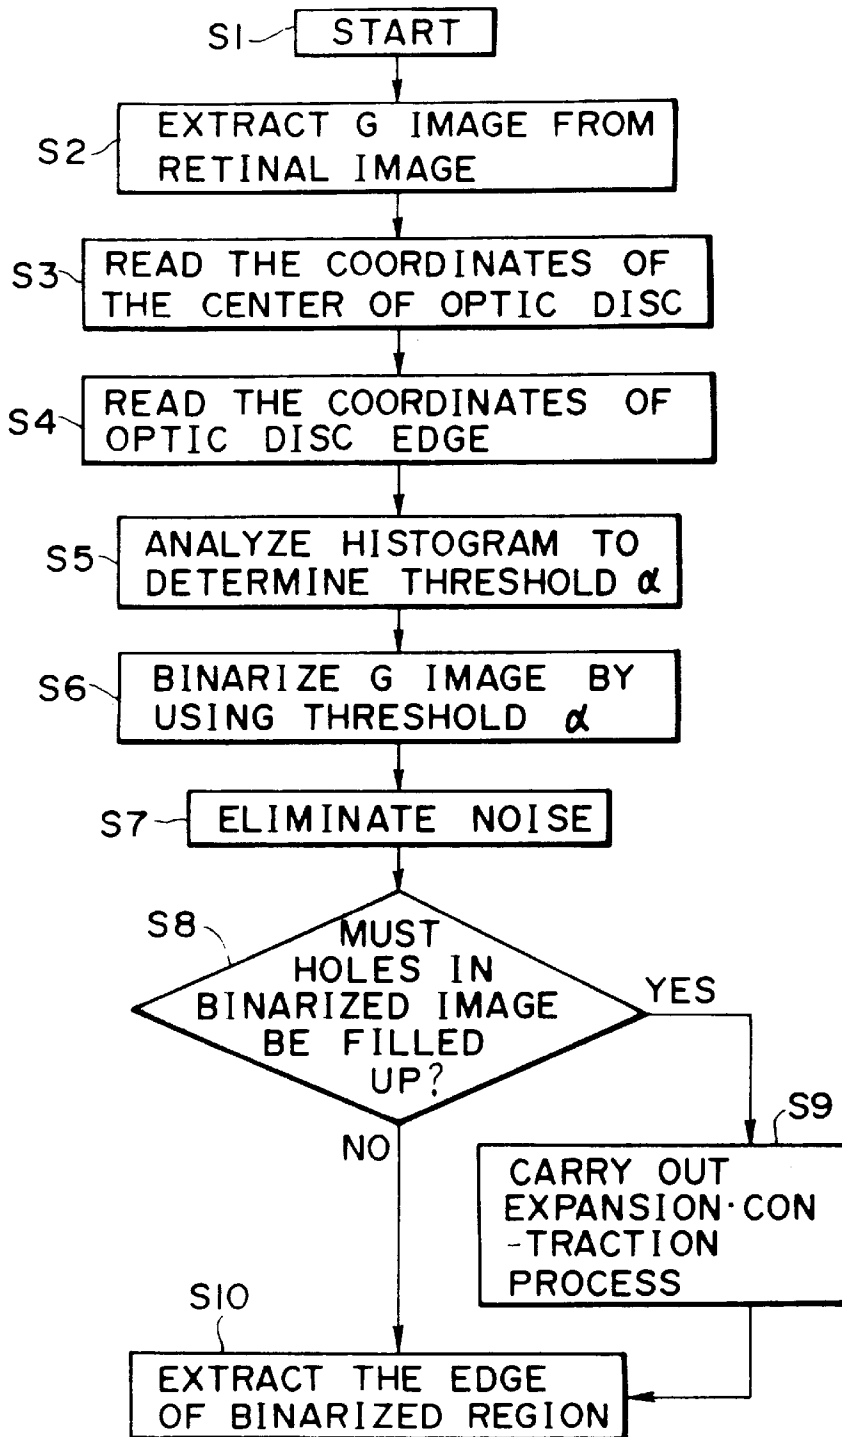 S1
START
S2
EXTRACT G IMAGE FROM
RETINAL IMAGE
S3
READ THE COORDINATES OF
THE CENTER OF OPTIC DISC
S4
READ THE COORDINATES OF
OPTIC DISC EDGE
S5
ANALYZE HISTOGRAM TO
DETERMINE THRESHOLD α
S6
BINARIZE G IMAGE BY
USING THRESHOLD α
S7
ELIMINATE NOISE
S8
MUST
HOLES IN
BINARIZED IMAGE
BE FILLED
UP?
YES
NO
S9
CARRY OUT
EXPANSION·CON
-TRACTION
PROCESS
S10
EXTRACT THE EDGE
OF BINARIZED REGION